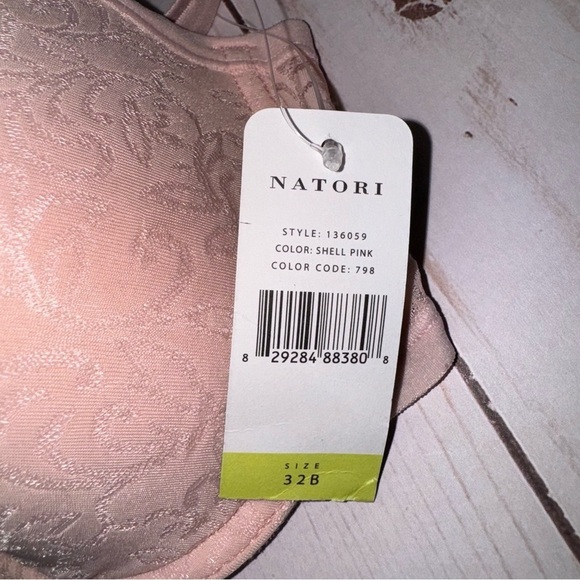 NATORI
STYLE: 136059
COLOR: SHELL PINK
COLOR CODE: 798
8 29284 88380 8
SIZE
32B